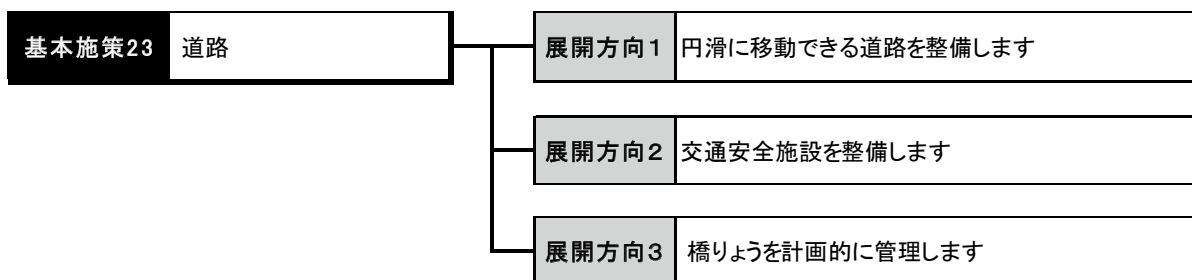 基本施策23 道路
展開方向1 円滑に移動できる道路を整備します
展開方向2 交通安全施設を整備します
展開方向3 橋りょうを計画的に管理します